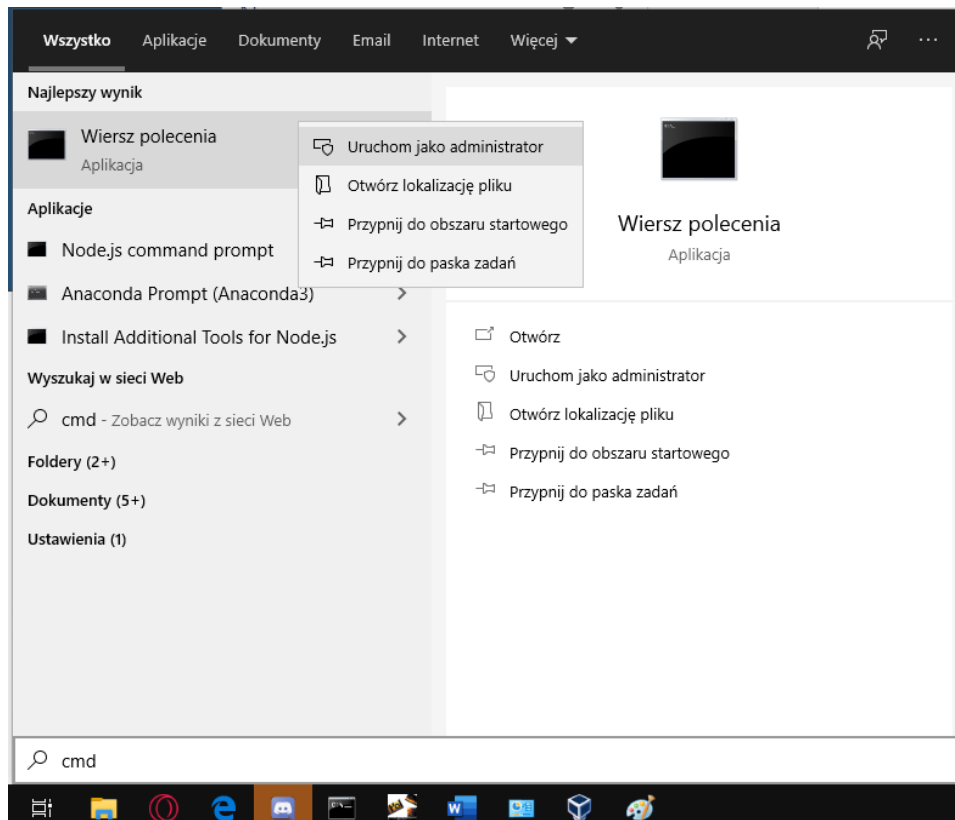 Wszystko Aplikacje Dokumenty Email Internet Więcej
Najlepszy wynik
Wiersz polecenia
Aplikacja
Uruchom jako administrator
Otwórz lokalizację pliku
Przypnij do obszaru startowego
Przypnij do paska zadań
Aplikacje
Node.js command prompt
Anaconda Prompt (Anaconda3)
Install Additional Tools for Node.js
Wyszukaj w sieci Web
cmd - Zobacz wyniki z sieci Web
Foldery (2+)
Dokumenty (5+)
Ustawienia (1)
Wiersz polecenia
Aplikacja
Otwórz
Uruchom jako administrator
Otwórz lokalizację pliku
Przypnij do obszaru startowego
Przypnij do paska zadań
cmd